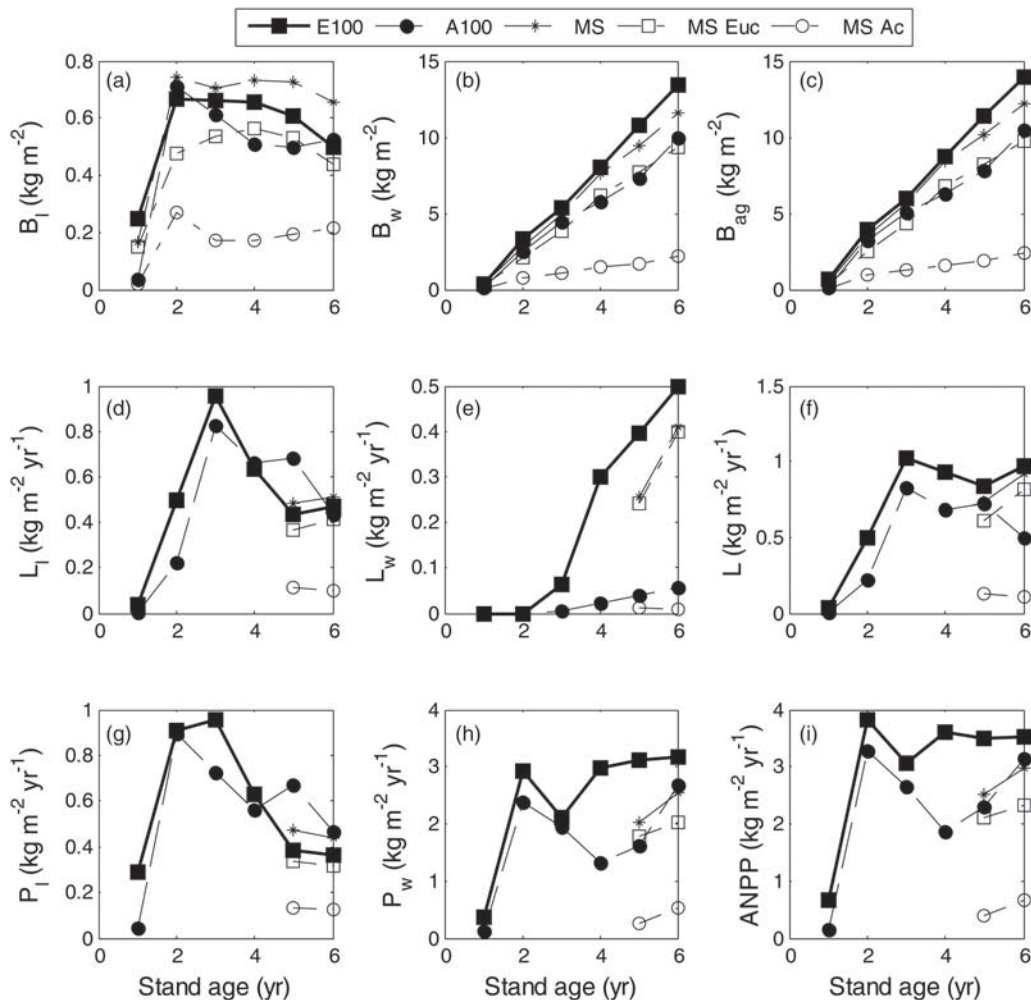 E100 A100 MS MS Euc MS Ac
(a) (b) (c)
B_l (kg m^-2)
0.8
0.6
0.4
0.2
0
0 2 4 6
B_w (kg m^-2)
15
10
5
0
0 2 4 6
B_ag (kg m^-2)
15
10
5
0
0 2 4 6
(d) (e) (f)
L_l (kg m^-2 yr^-1)
1
0.8
0.6
0.4
0.2
0
0 2 4 6
L_w (kg m^-2 yr^-1)
0.5
0.4
0.3
0.2
0.1
0
0 2 4 6
L (kg m^-2 yr^-1)
1.5
1
0.5
0
0 2 4 6
(g) (h) (i)
P_l (kg m^-2 yr^-1)
1
0.8
0.6
0.4
0.2
0
0 2 4 6
Stand age (yr)
P_w (kg m^-2 yr^-1)
4
3
2
1
0
0 2 4 6
Stand age (yr)
ANPP (kg m^-2 yr^-1)
4
3
2
1
0
0 2 4 6
Stand age (yr)